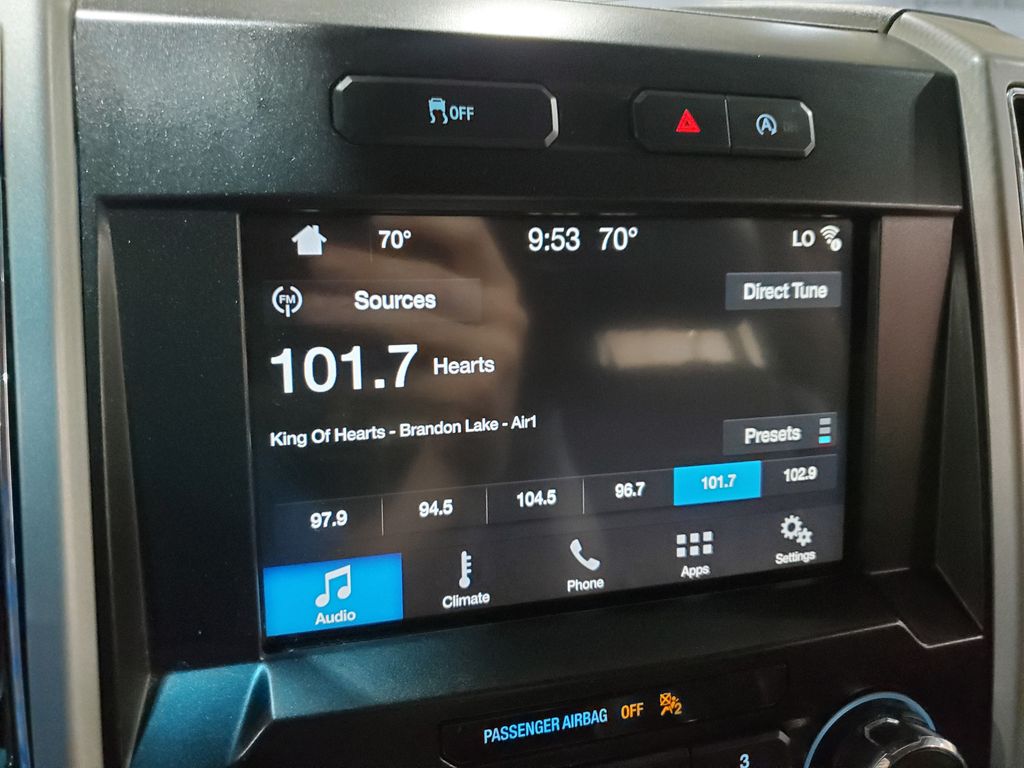 OFF
A
70° 9:53 70° LO
FM Sources Direct Tune
101.7 Hearts
King Of Hearts - Brandon Lake - Air1
Presets
97.9 94.5 104.5 96.7 101.7 102.9
Audio Climate Phone Apps Settings
PASSENGER AIRBAG OFF 2
3